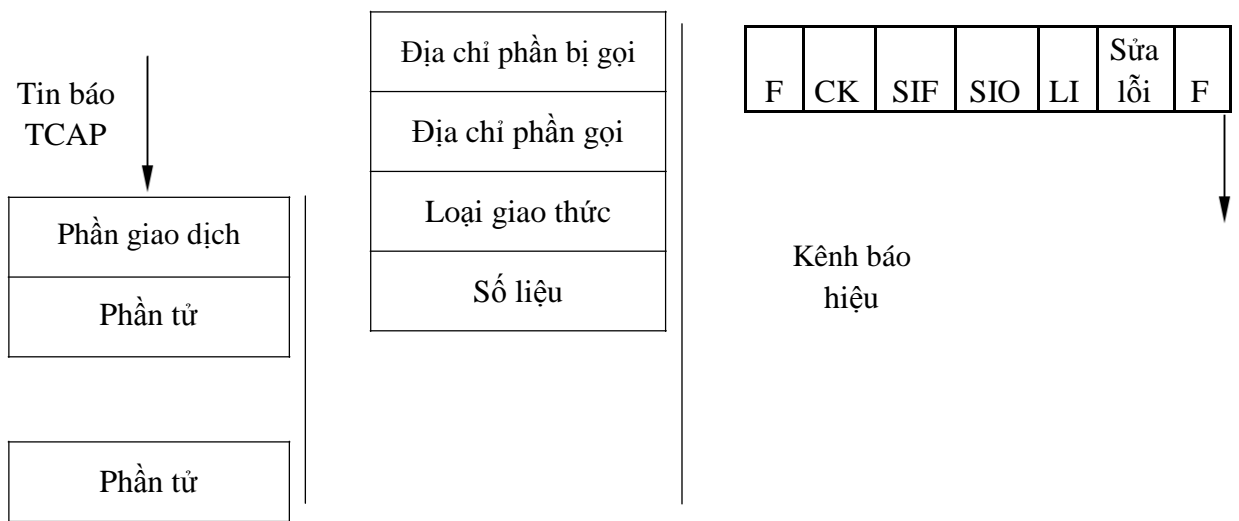 Tin báo
TCAP
Phần giao dịch
Phần tử
Phần tử
Địa chỉ phần bị gọi
Địa chỉ phần gọi
Loại giao thức
Số liệu
F CK SIF SIO LI Sửa lỗi F
Kênh báo
hiệu